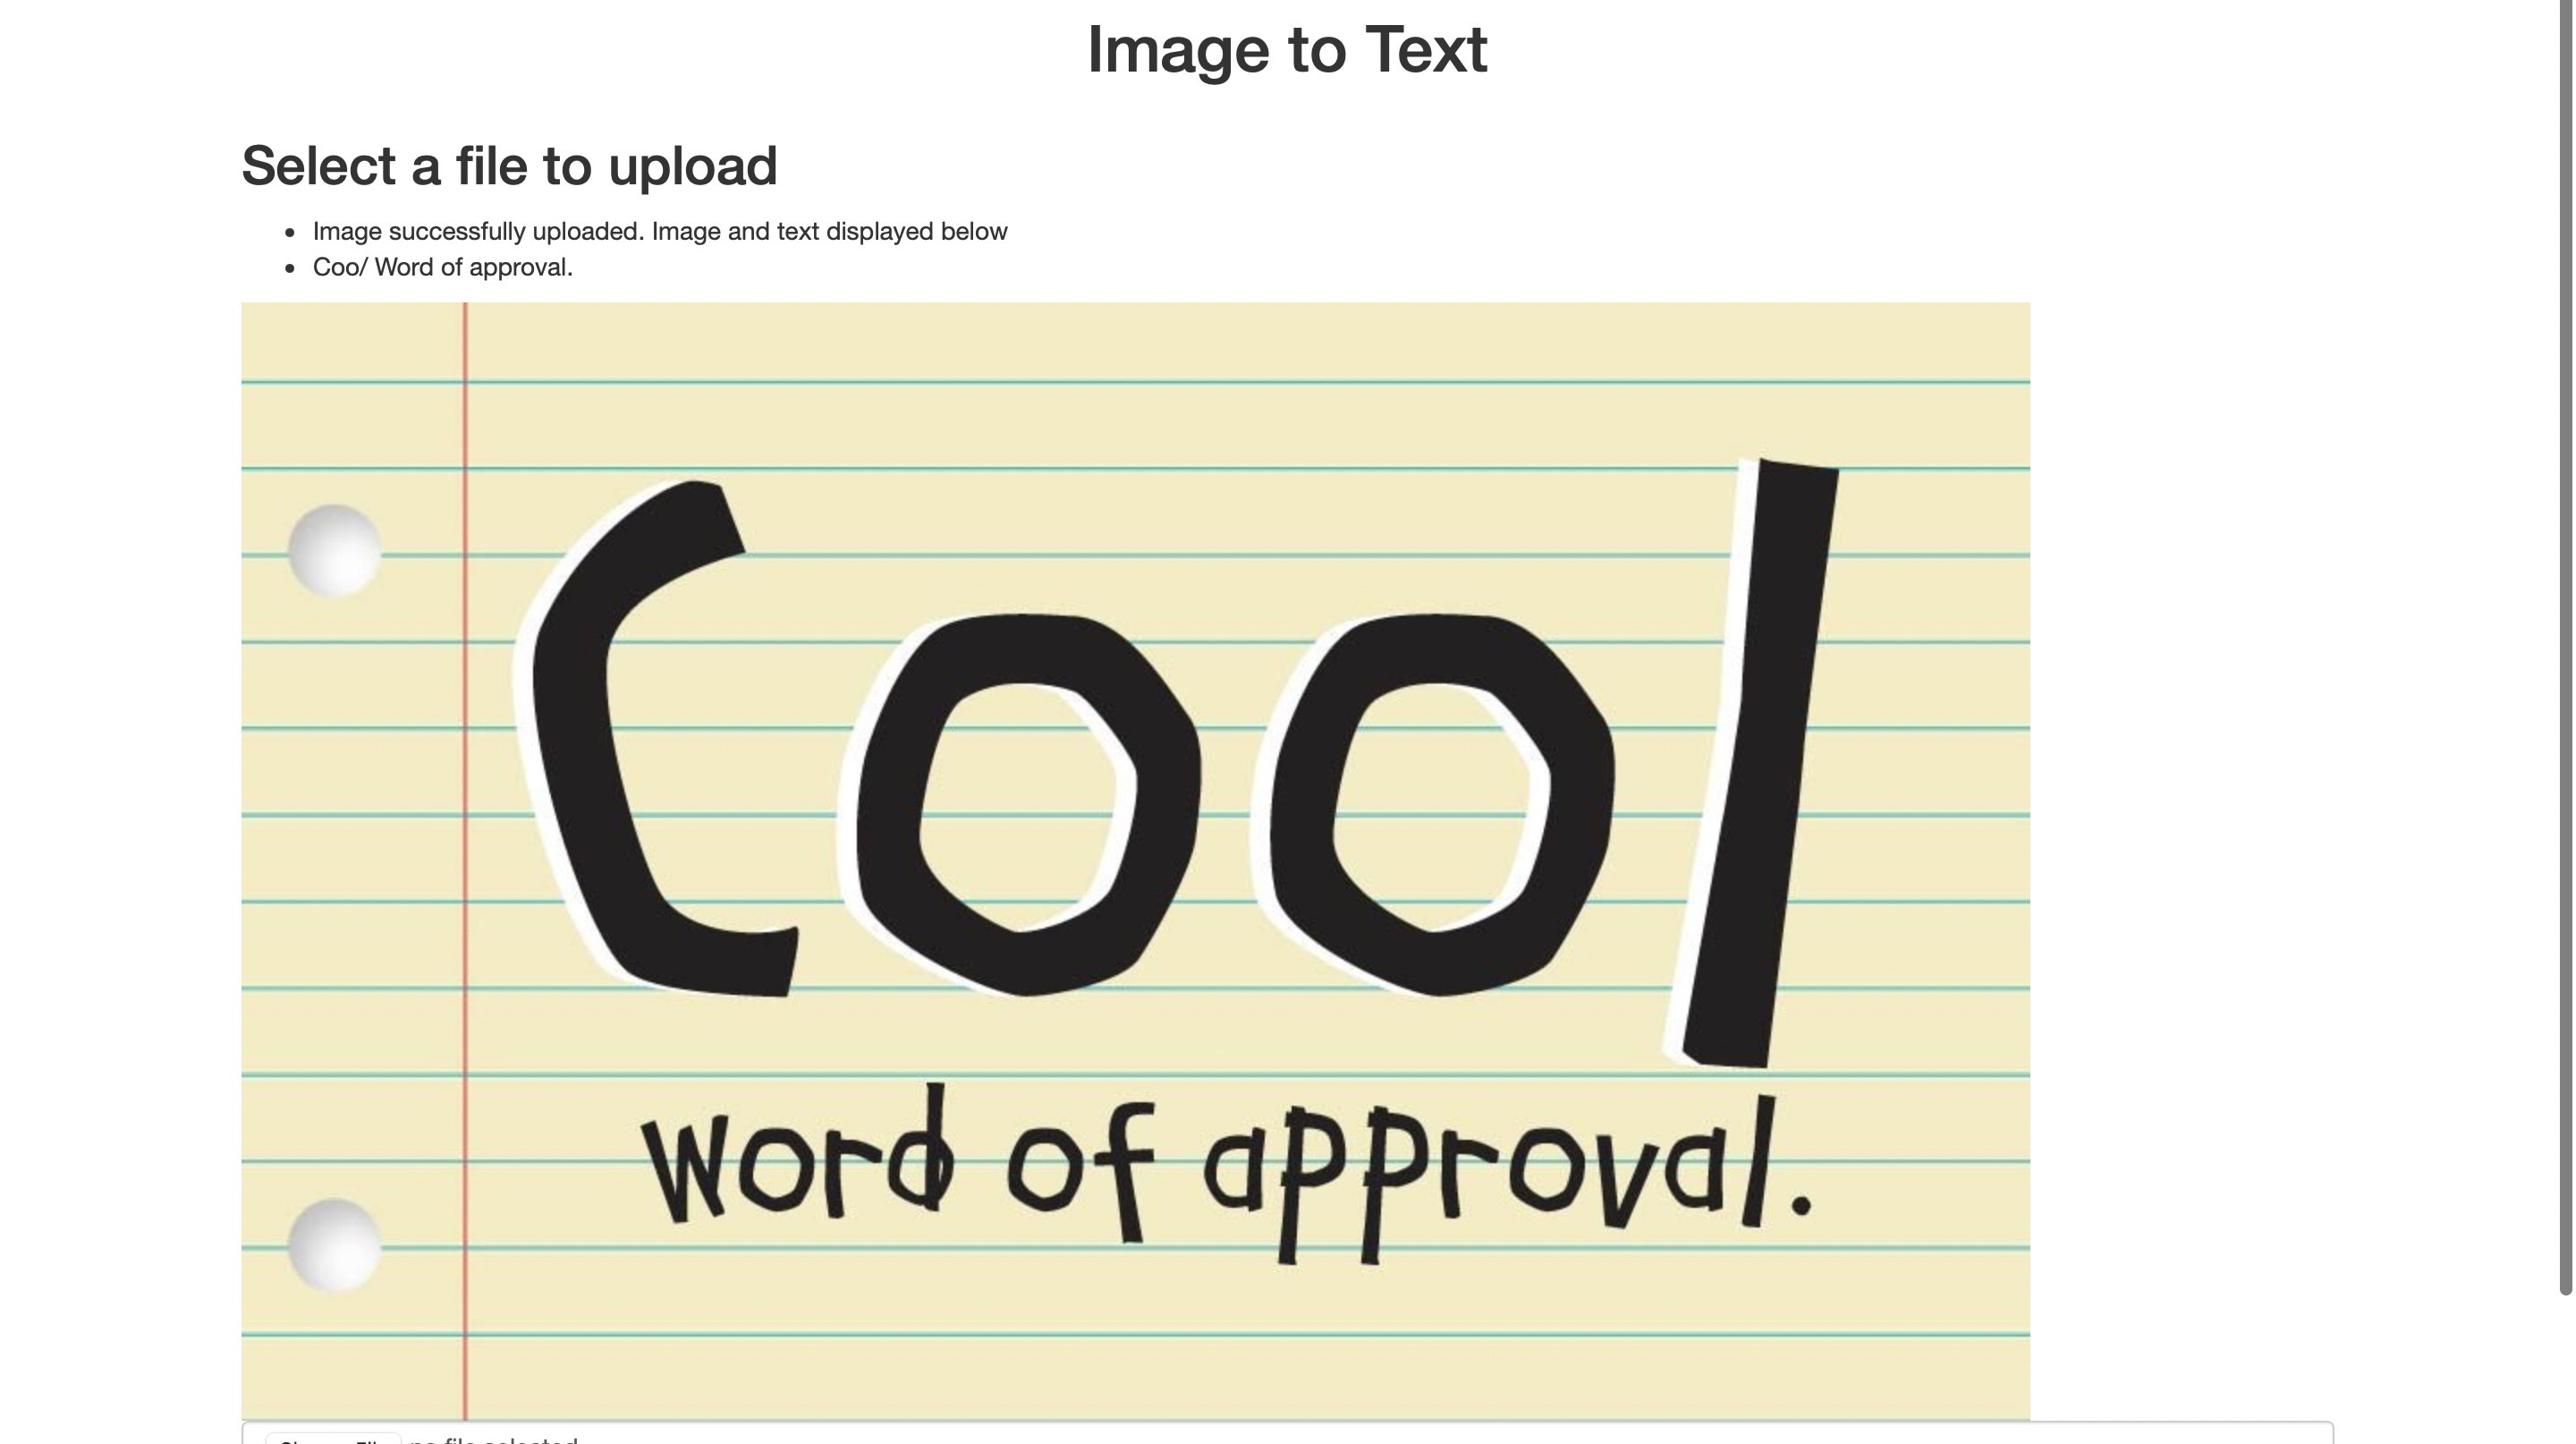 Image to Text
Select a file to upload
Image successfully uploaded. Image and text displayed below
Coo/ Word of approval.
Cool
word of approval.
no file selected